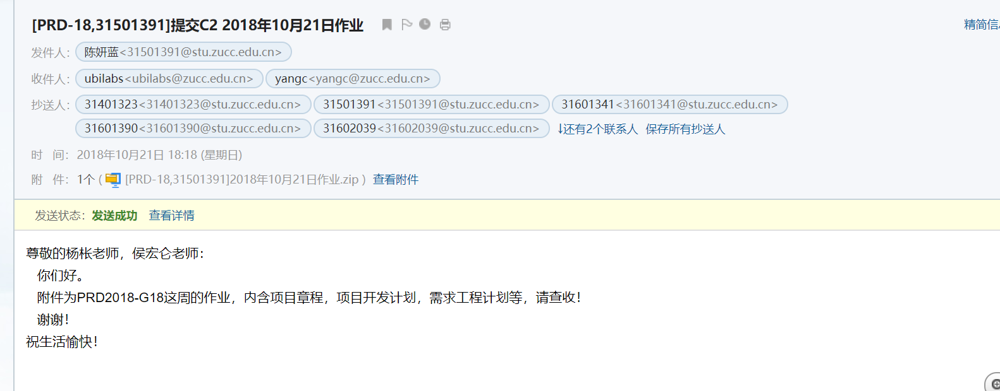 [PRD-18,31501391]提交C2 2018年10月21日作业
精简信息
发件人： 陈妍蓝<31501391@stu.zucc.edu.cn>
收件人： ubilabs<ubilabs@zucc.edu.cn> yangc<yangc@zucc.edu.cn>
抄送人： 31401323<31401323@stu.zucc.edu.cn> 31501391<31501391@stu.zucc.edu.cn> 31601341<31601341@stu.zucc.edu.cn>
31601390<31601390@stu.zucc.edu.cn> 31602039<31602039@stu.zucc.edu.cn> ↓还有2个联系人 保存所有抄送人
时 间： 2018年10月21日 18:18 (星期日)
附 件： 1个 ( [PRD-18,31501391]2018年10月21日作业.zip ) 查看附件
发送状态： 发送成功 查看详情
尊敬的杨枨老师，侯宏仑老师：
你们好。
附件为PRD2018-G18这周的作业，内含项目章程，项目开发计划，需求工程计划等，请查收！
谢谢！
祝生活愉快！